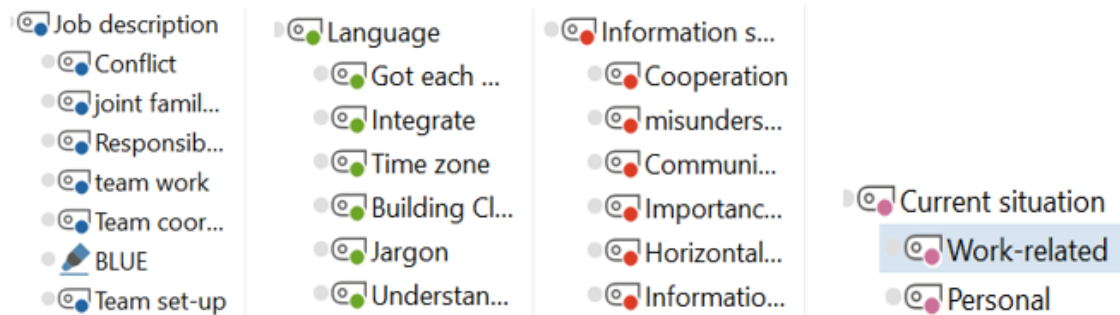 Job description
Conflict
joint famil...
Responsib...
team work
Team coor...
BLUE
Team set-up
Language
Got each ...
Integrate
Time zone
Building Cl...
Jargon
Understan...
Information s...
Cooperation
misunders...
Communi...
Importanc...
Horizontal...
Informatio...
Current situation
Work-related
Personal